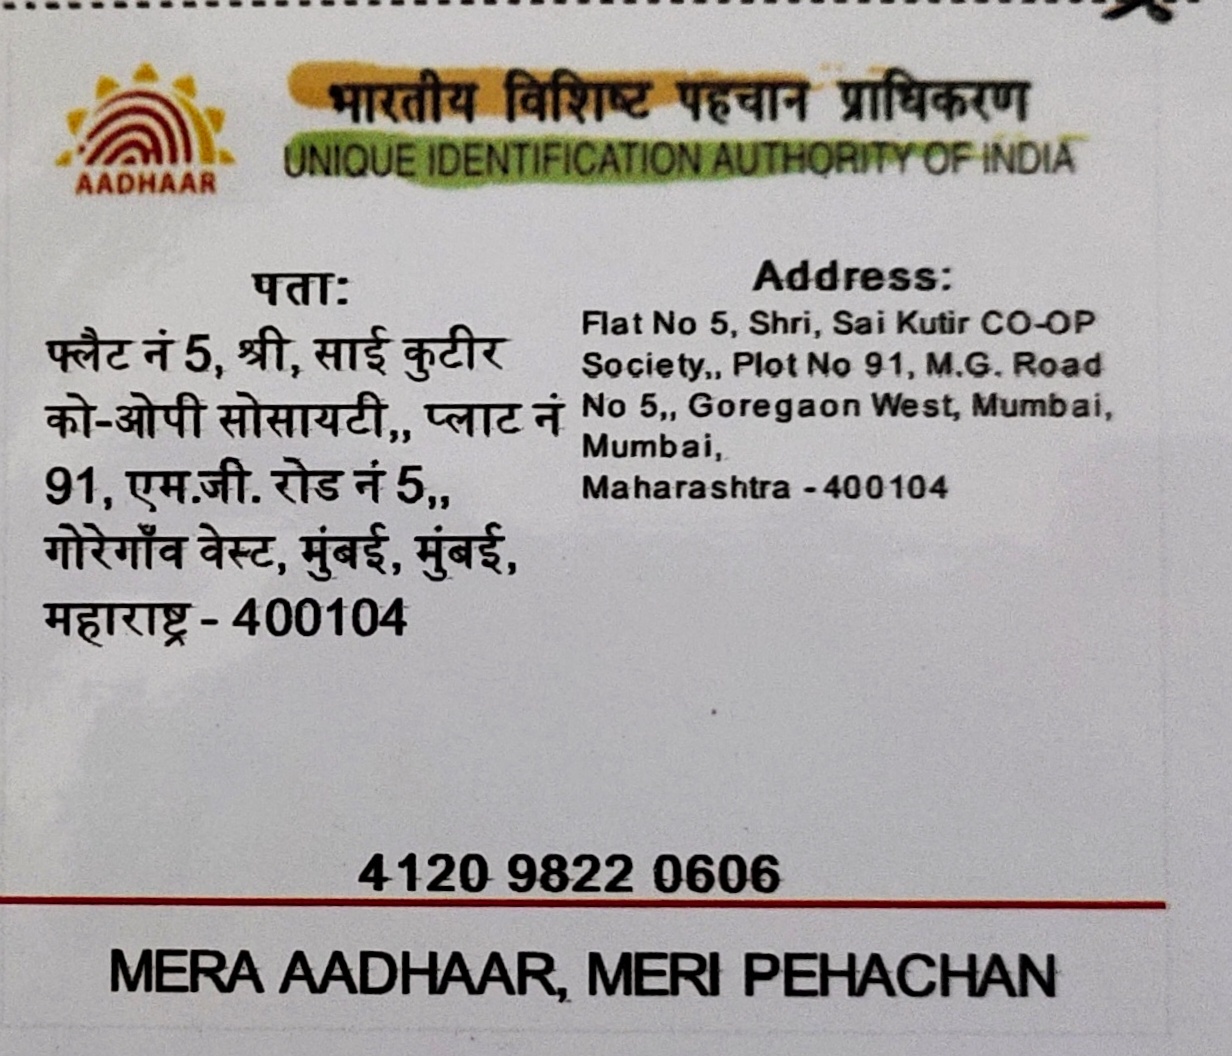 भारतीय विशिष्ट पहचान प्राधिकरण
UNIQUE IDENTIFICATION AUTHORITY OF INDIA
AADHAAR
पता:
फ्लैट नं 5, श्री, साई कुटीर
को-ओपी सोसायटी,, प्लाट नं
91, एम.जी. रोड नं 5,,
गोरेगाँव वेस्ट, मुंबई, मुंबई,
महाराष्ट्र - 400104
Address:
Flat No 5, Shri, Sai Kutir CO-OP
Society,, Plot No 91, M.G. Road
No 5,, Goregaon West, Mumbai,
Mumbai,
Maharashtra - 400104
4120 9822 0606
MERA AADHAAR, MERI PEHACHAN